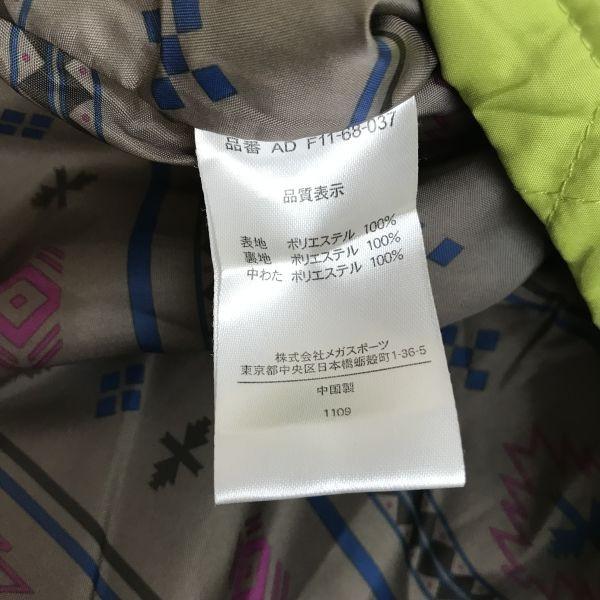 品番 AD F11-68-037
品質表示
表地 ポリエステル 100%
裏地 ポリエステル 100%
中わた ポリエステル 100%
株式会社メガスポーツ
東京都中央区日本橋蛎殻町1-36-5
中国製
1109